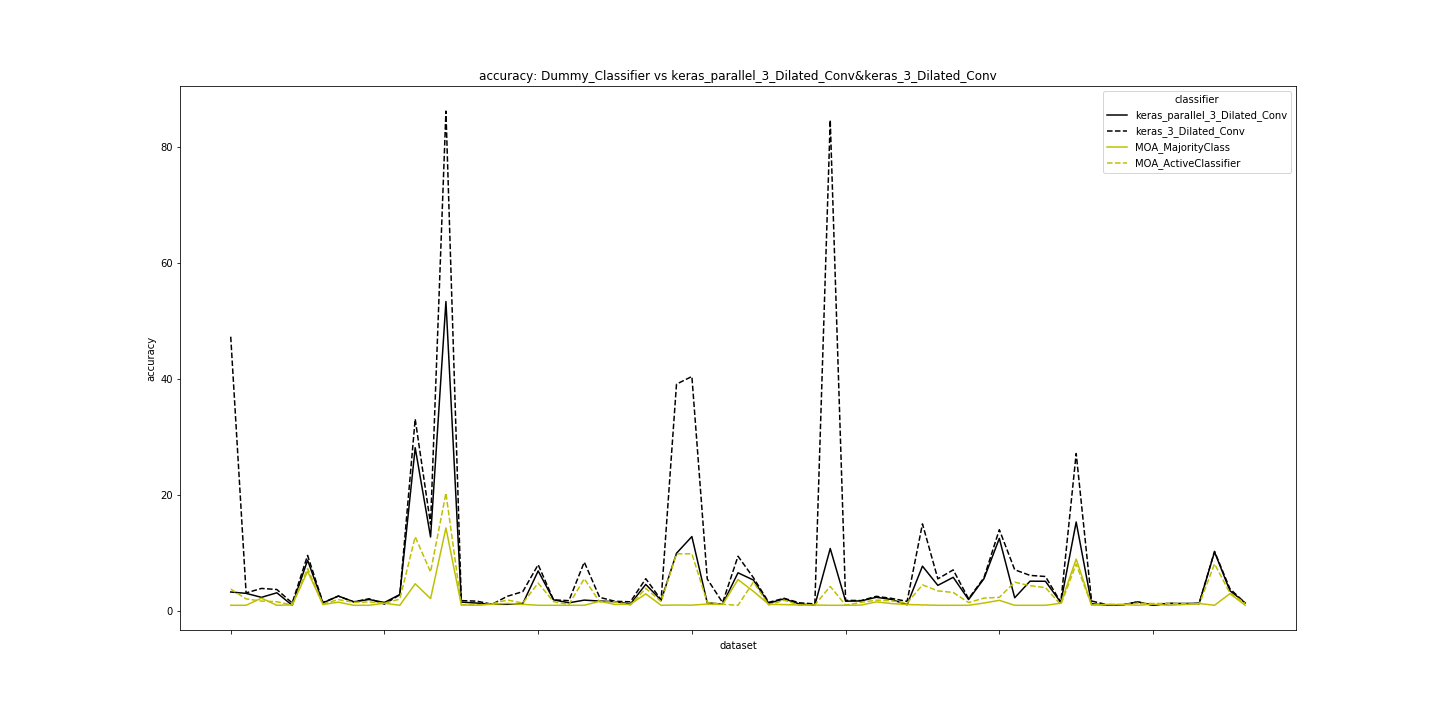 accuracy: Dummy_Classifier vs keras_parallel_3_Dilated_Conv&keras_3_Dilated_Conv
classifier
keras_parallel_3_Dilated_Conv
keras_3_Dilated_Conv
MOA_MajorityClass
MOA_ActiveClassifier
80
60
40
20
0
accuracy
dataset